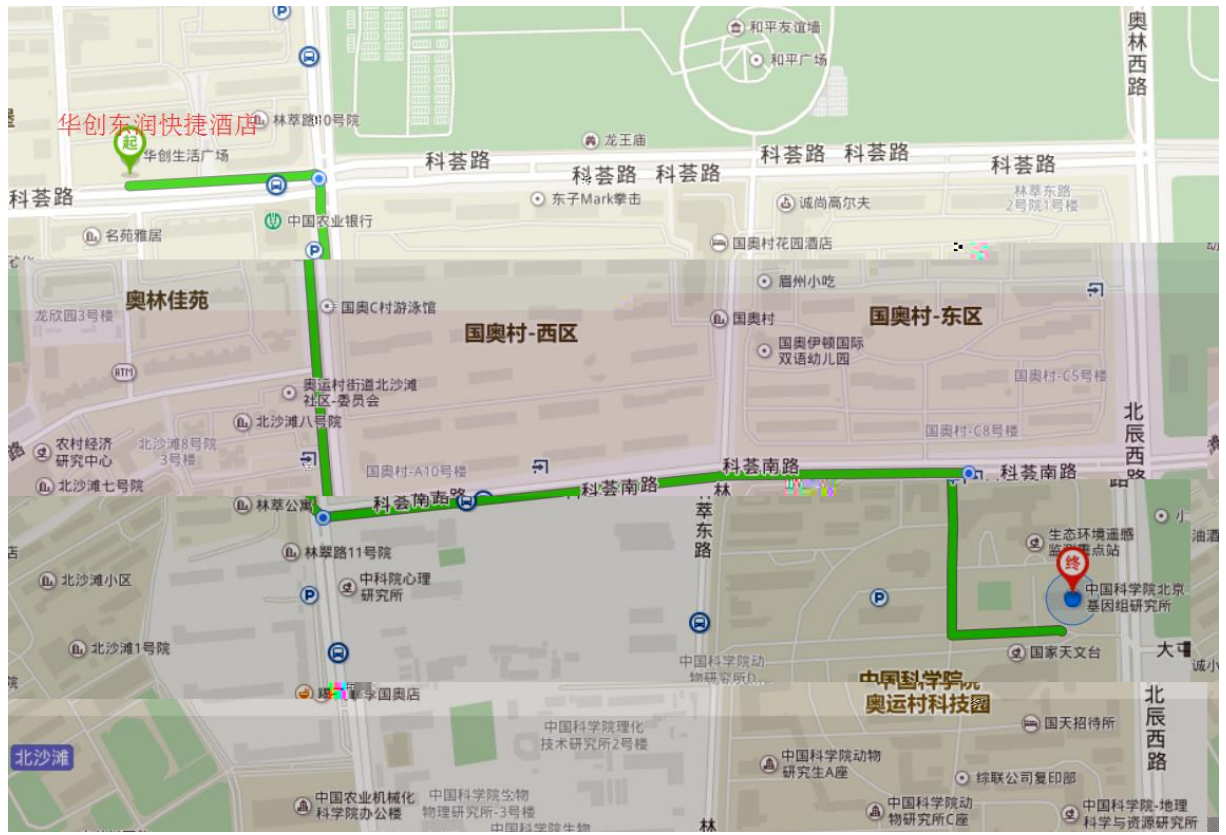 和平友谊墙
奥林西路
和平广场
华创东润快捷酒店
林萃路10号院
起
华创生活广场
龙王庙
科荟路
科荟路
科荟路
科荟路
科荟路
科荟路
科荟路
东子Mark拳击
诚尚高尔夫
林萃东路
2号院1号楼
中国农业银行
名苑雅居
国奥村花园酒店
奥林佳苑
龙欣园3号楼
国奥C村游泳馆
国奥村-西区
眉州小吃
国奥村
国奥村-东区
国奥伊顿国际
双语幼儿园
ATM
国奥村-C5号楼
奥运村街道北沙滩
社区-委员会
北沙滩八号院
北辰西路
农村经济
研究中心
北沙滩8号院
3号楼
国奥村-C8号楼
国奥村-A10号楼
北沙滩七号院
科荟南路
科荟南路
科荟南路
科荟南路
林萃公寓
林萃东路
林翠路11号院
生态环境遥感
终
北沙滩小区
中科院心理
研究所
中国科学院北京
基因组研究所
北沙滩1号院
国家天文台
大屯
中国科学院动
中国科学院
奥运村科技园
国奥店
北辰西路
国天招待所
中国科学院理化
技术研究所2号楼
北沙滩
中国科学院动物
研究生A座
综联公司复印部
中国农业机械化
科学院办公楼
中国科学院生物
物理研究所-3号楼
中国科学院动
物研究所C座
中国科学院-地理
科学与资源研究所
中国科学院生物
林